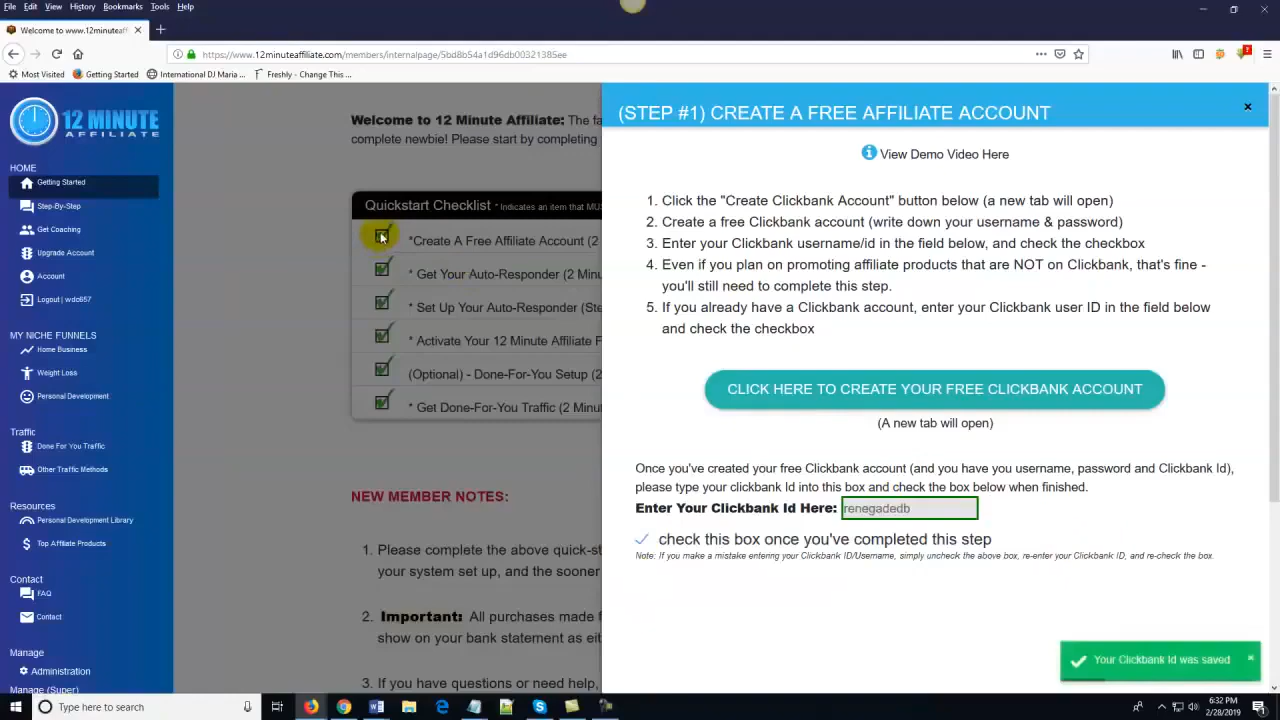 File Edit View History Bookmarks Tools Help
Welcome to www.12minuteaffiliate
https://www.12minuteaffiliate.com/members/internalpage/5bd8b54a1d96db00321385ee
Most Visited Getting Started International DJ Maria ... Freshly - Change This ...
12 MINUTE
AFFILIATE
HOME
Getting Started
Step-By-Step
Get Coaching
Upgrade Account
Account
Logout | wdc657
MY NICHE FUNNELS
Home Business
Weight Loss
Personal Development
Traffic
Done For You Traffic
Other Traffic Methods
Resources
Personal Development Library
Top Affiliate Products
Contact
FAQ
Contact
Manage
Administration
Manage (Super)
Welcome to 12 Minute Affiliate: The fa
complete newbie! Please start by completing
Quickstart Checklist * Indicates an item that MUS
*Create A Free Affiliate Account (2
* Get Your Auto-Responder (2 Minu
* Set Up Your Auto-Responder (Ste
* Activate Your 12 Minute Affiliate F
(Optional) - Done-For-You Setup (2
* Get Done-For-You Traffic (2 Minut
NEW MEMBER NOTES:
1. Please complete the above quick-st
your system set up, and the sooner
2. Important: All purchases made f
show on your bank statement as eit
3. If you have questions or need help,
(STEP #1) CREATE A FREE AFFILIATE ACCOUNT
View Demo Video Here
1. Click the "Create Clickbank Account" button below (a new tab will open)
2. Create a free Clickbank account (write down your username & password)
3. Enter your Clickbank username/id in the field below, and check the checkbox
4. Even if you plan on promoting affiliate products that are NOT on Clickbank, that's fine -
you'll still need to complete this step.
5. If you already have a Clickbank account, enter your Clickbank user ID in the field below
and check the checkbox
CLICK HERE TO CREATE YOUR FREE CLICKBANK ACCOUNT
(A new tab will open)
Once you've created your free Clickbank account (and you have you username, password and Clickbank Id),
please type your clickbank Id into this box and check the box below when finished.
Enter Your Clickbank Id Here: renegadedb
check this box once you've completed this step
Note: If you make a mistake entering your Clickbank ID/Username, simply uncheck the above box, re-enter your Clickbank ID, and re-check the box.
Your Clickbank Id was saved
Type here to search
6:32 PM
2/28/2019